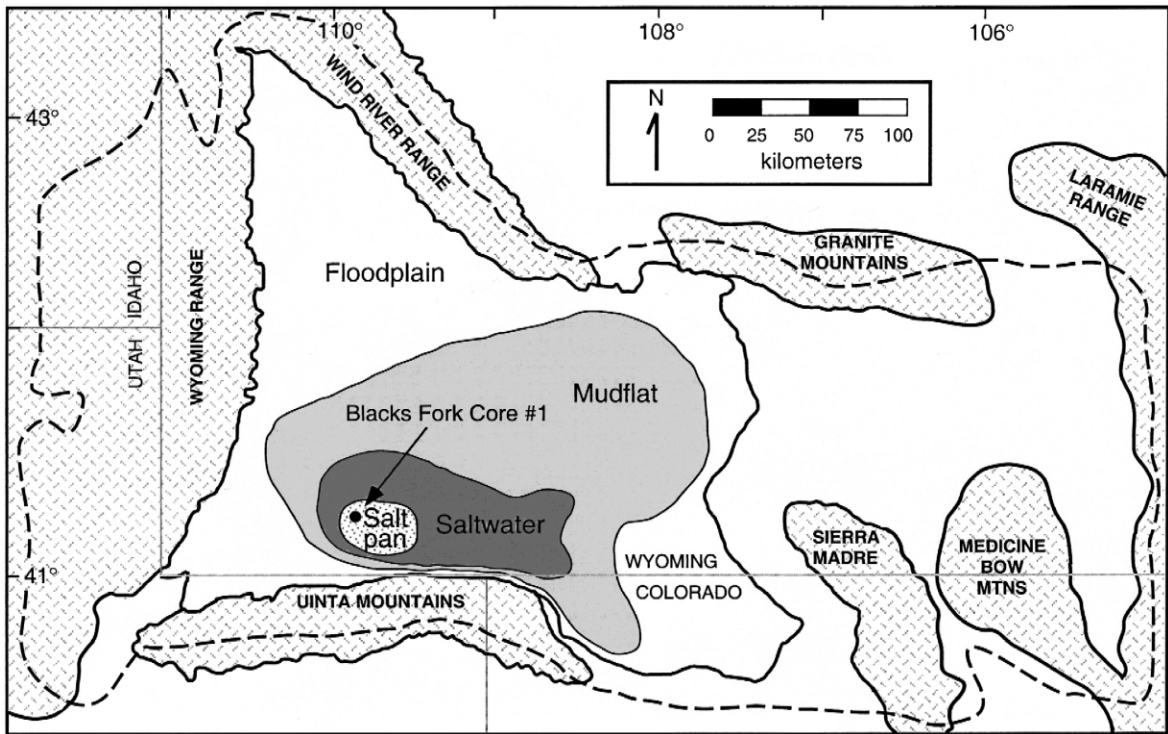 110°
108°
106°
43°
41°
N
0 25 50 75 100
kilometers
WIND RIVER RANGE
LARAMIE
RANGE
GRANITE
MOUNTAINS
Floodplain
IDAHO
UTAH
WYOMING RANGE
Mudflat
Blacks Fork Core #1
Salt
pan
Saltwater
WYOMING
COLORADO
SIERRA
MADRE
MEDICINE
BOW
MTNS
UINTA MOUNTAINS